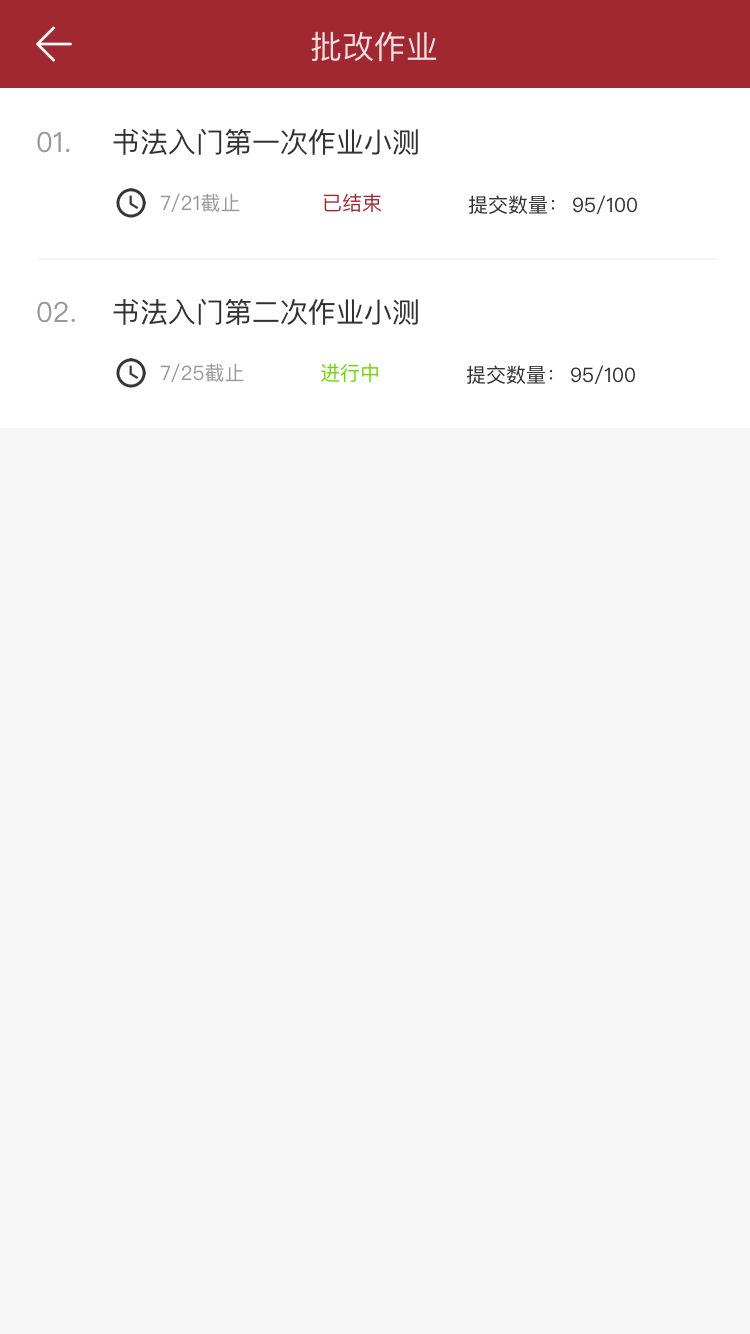 批改作业
01. 书法入门第一次作业小测
7/21截止 已结束 提交数量： 95/100
02. 书法入门第二次作业小测
7/25截止 进行中 提交数量： 95/100